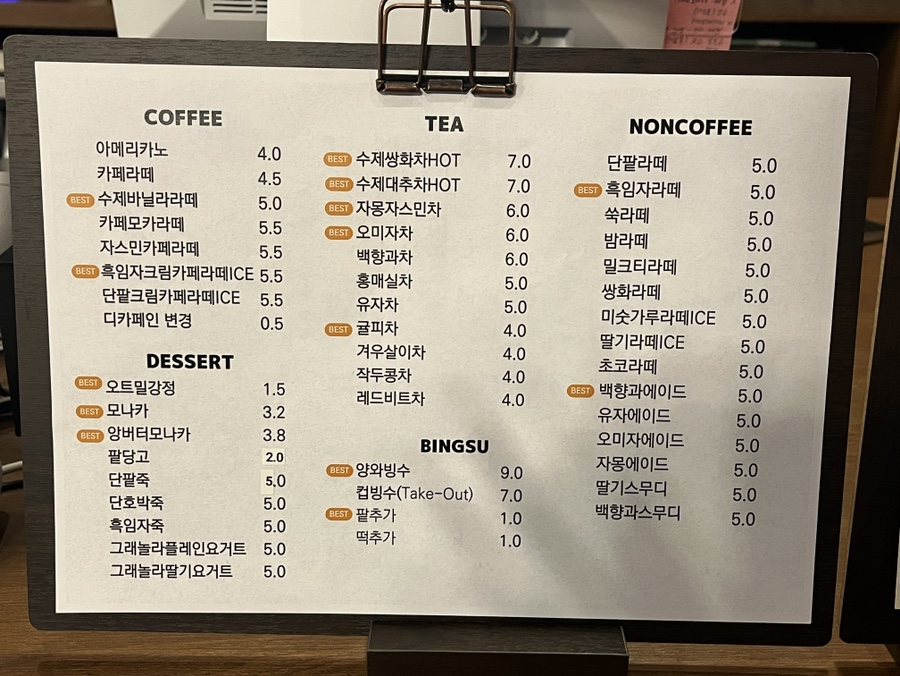 COFFEE
아메리카노 4.0
카페라떼 4.5
BEST 수제바닐라라떼 5.0
카페모카라떼 5.5
자스민카페라떼 5.5
BEST 흑임자크림카페라떼ICE 5.5
단팥크림카페라떼ICE 5.5
디카페인 변경 0.5
DESSERT
BEST 오트밀강정 1.5
BEST 모나카 3.2
BEST 앙버터모나카 3.8
팥당고 2.0
단팥죽 5.0
단호박죽 5.0
흑임자죽 5.0
그래놀라플레인요거트 5.0
그래놀라딸기요거트 5.0
TEA
BEST 수제쌍화차HOT 7.0
BEST 수제대추차HOT 7.0
BEST 자몽자스민차 6.0
BEST 오미자차 6.0
백향과차 6.0
홍매실차 5.0
유자차 5.0
BEST 귤피차 4.0
겨우살이차 4.0
작두콩차 4.0
레드비트차 4.0
BINGSU
BEST 양와빙수 9.0
컵빙수(Take-Out) 7.0
BEST 팥추가 1.0
떡추가 1.0
NONCOFFEE
단팥라떼 5.0
BEST 흑임자라떼 5.0
쑥라떼 5.0
밤라떼 5.0
밀크티라떼 5.0
쌍화라떼 5.0
미숫가루라떼ICE 5.0
딸기라떼ICE 5.0
초코라떼 5.0
BEST 백향과에이드 5.0
유자에이드 5.0
오미자에이드 5.0
자몽에이드 5.0
딸기스무디 5.0
백향과스무디 5.0